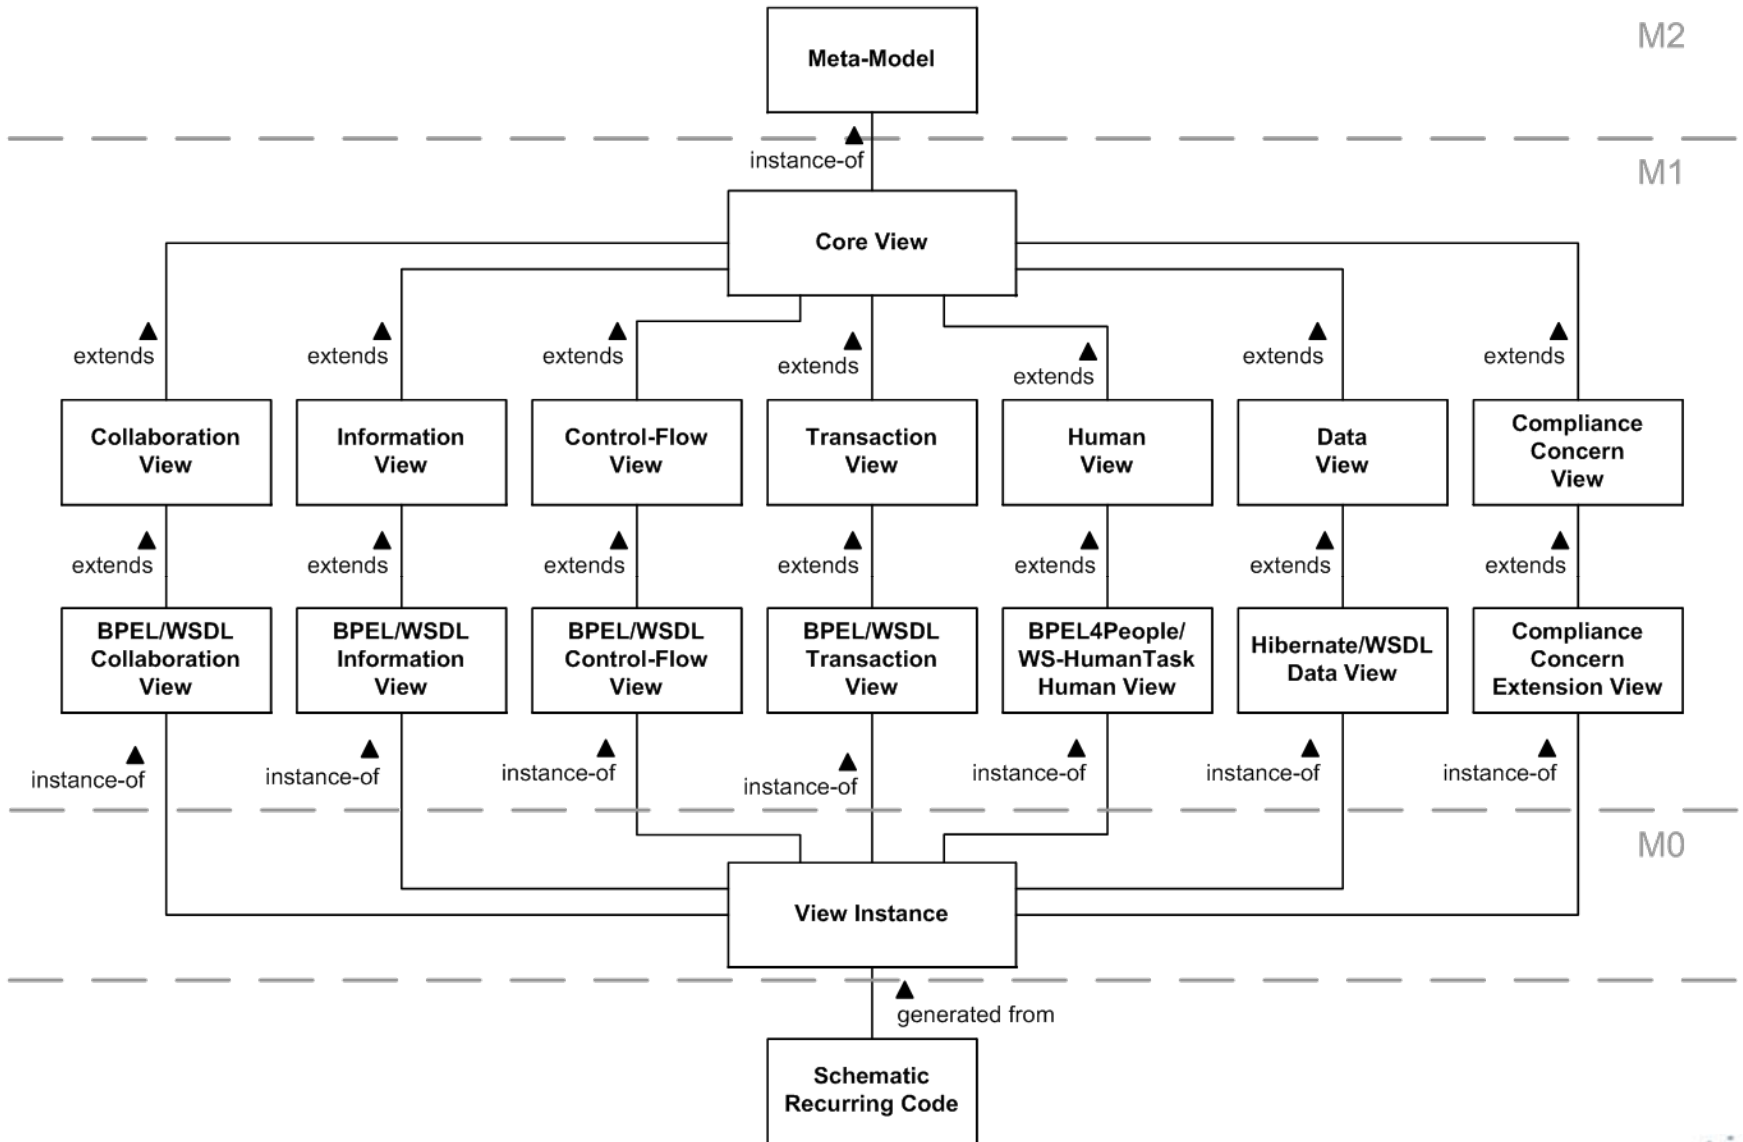 M2
Meta-Model
instance-of
M1
Core View
extends
extends
extends
extends
extends
extends
extends
Collaboration
View
Information
View
Control-Flow
View
Transaction
View
Human
View
Data
View
Compliance
Concern
View
extends
extends
extends
extends
extends
extends
extends
BPEL/WSDL
Collaboration
View
BPEL/WSDL
Information
View
BPEL/WSDL
Control-Flow
View
BPEL/WSDL
Transaction
View
BPEL4People/
WS-HumanTask
Human View
Hibernate/WSDL
Data View
Compliance
Concern
Extension View
instance-of
instance-of
instance-of
instance-of
instance-of
instance-of
instance-of
M0
View Instance
generated from
Schematic
Recurring Code